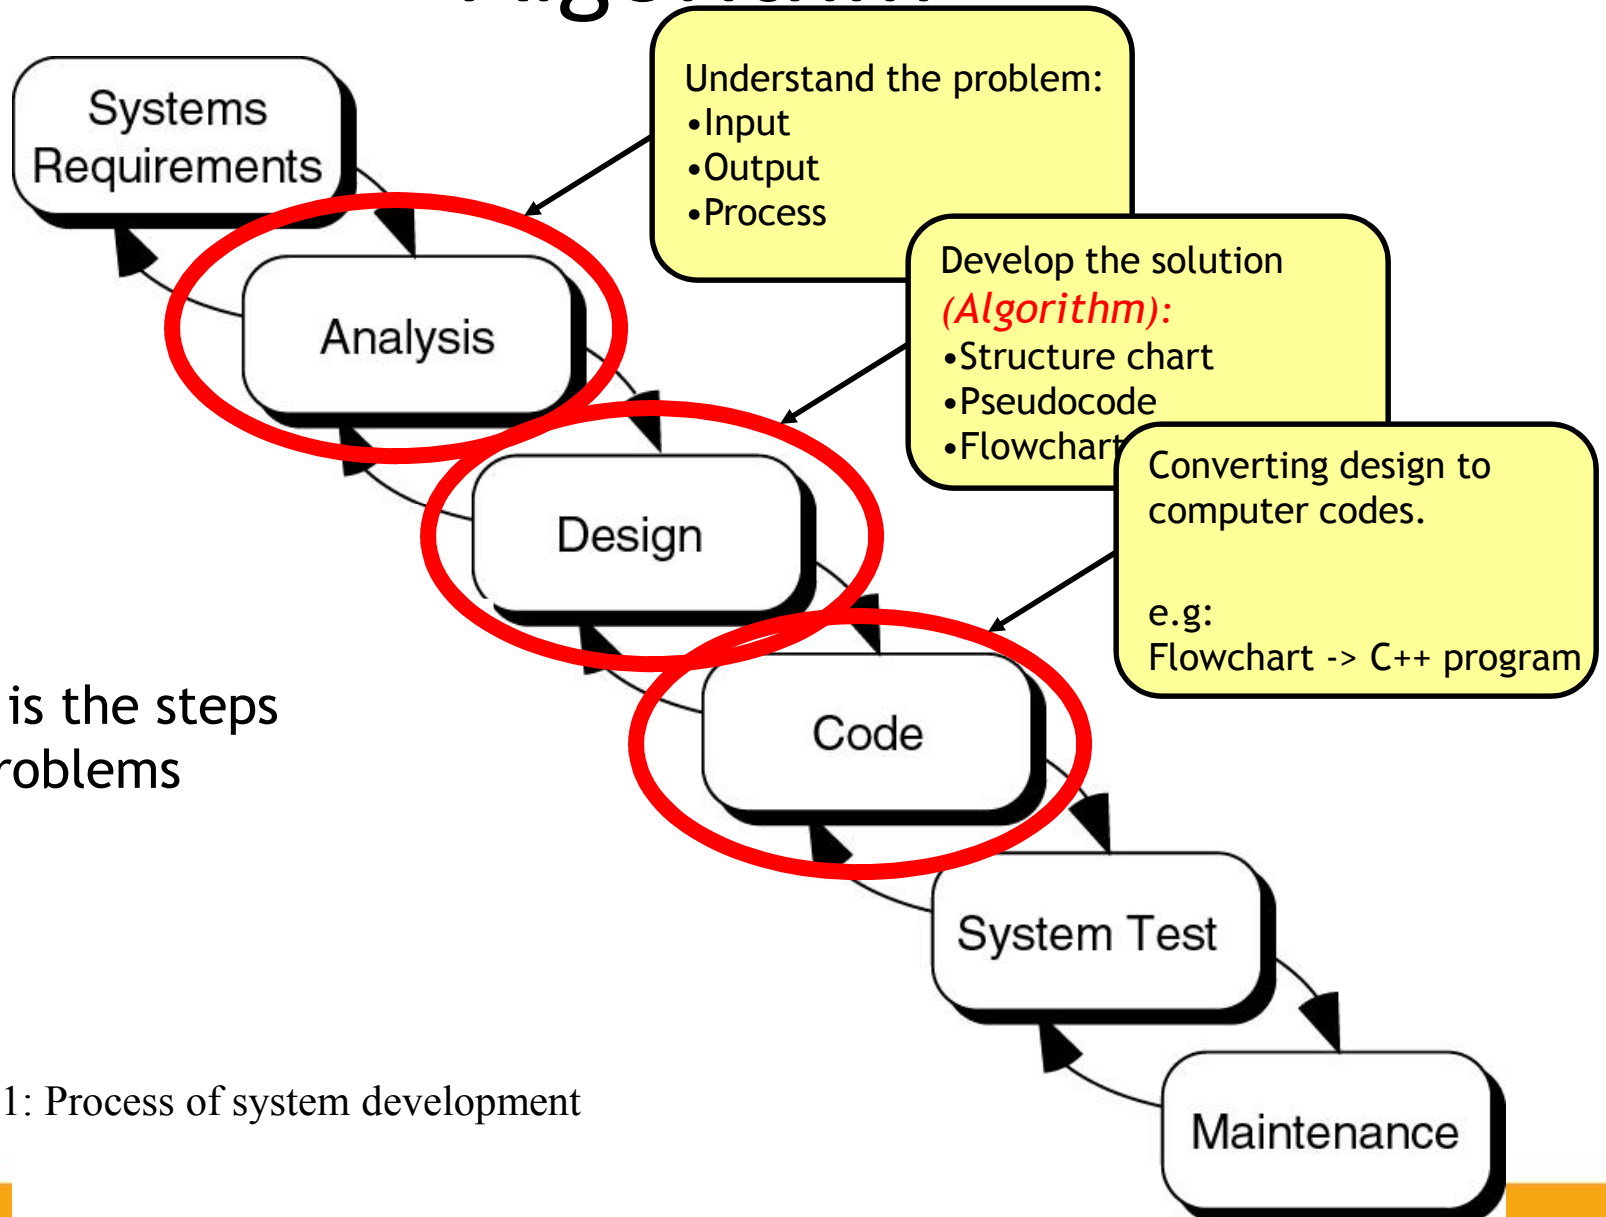 Algorithm
Systems
Requirements
Understand the problem:
•Input
•Output
•Process
Analysis
Develop the solution
(Algorithm):
•Structure chart
•Pseudocode
•Flowchart
Design
Converting design to
computer codes.
e.g:
Flowchart -> C++ program
is the steps
roblems
Code
System Test
1: Process of system development
Maintenance